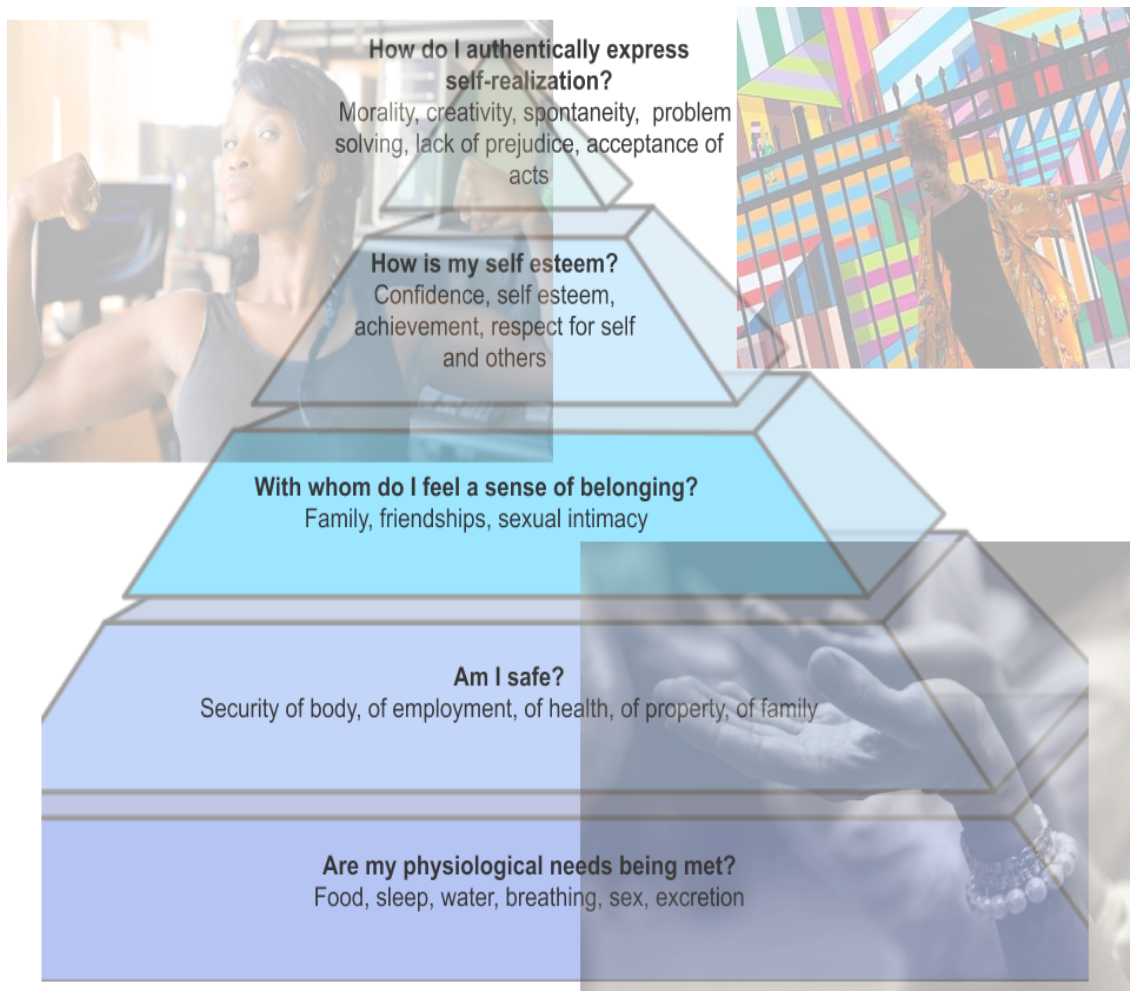 How do I authentically express
self-realization?
Morality, creativity, spontaneity, problem
solving, lack of prejudice, acceptance of
acts
How is my self esteem?
Confidence, self esteem,
achievement, respect for self
and others
With whom do I feel a sense of belonging?
Family, friendships, sexual intimacy
Am I safe?
Security of body, of employment, of health, of property, of family
Are my physiological needs being met?
Food, sleep, water, breathing, sex, excretion